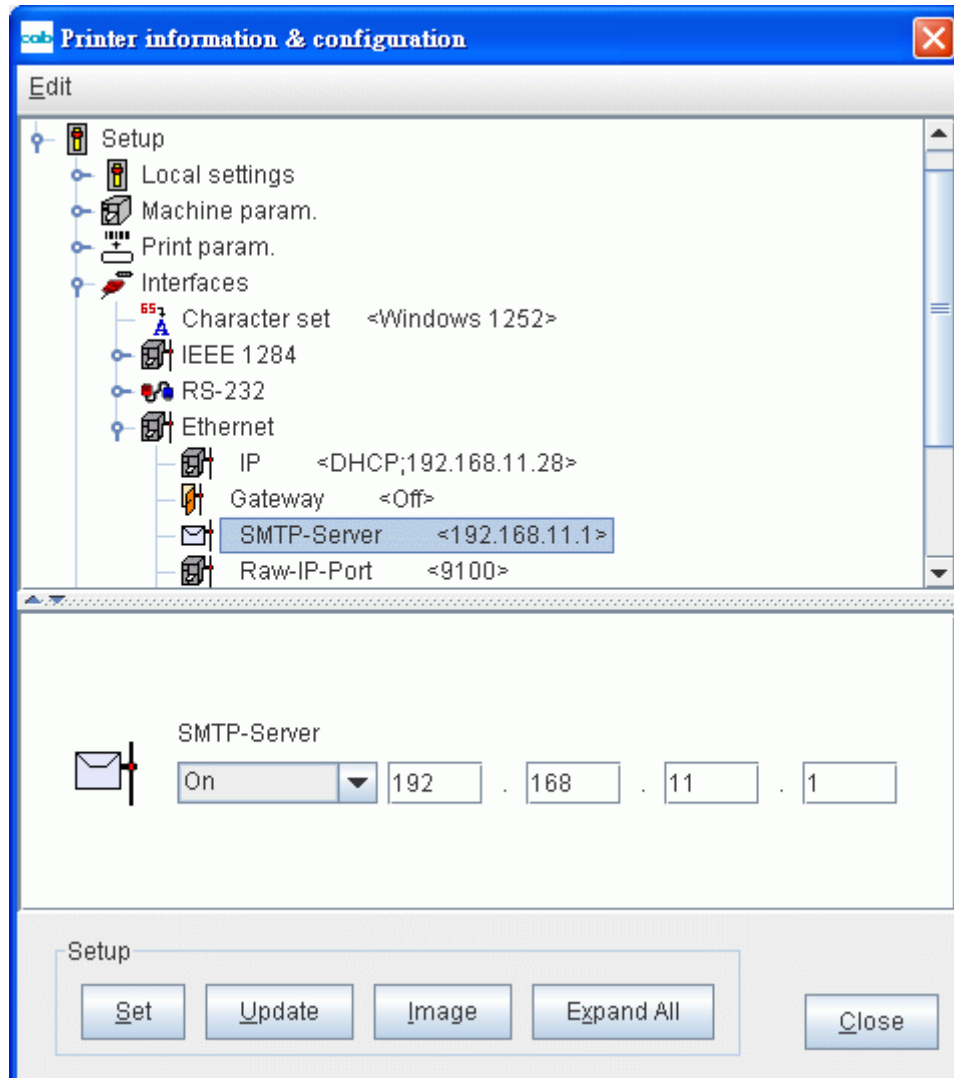 cab Printer information & configuration
Edit
Setup
Local settings
Machine param.
Print param.
Interfaces
Character set <Windows 1252>
IEEE 1284
RS-232
Ethernet
IP <DHCP;192.168.11.28>
Gateway <Off>
SMTP-Server <192.168.11.1>
Raw-IP-Port <9100>
SMTP-Server
On 192 . 168 . 11 . 1
Setup
Set Update Image Expand All
Close